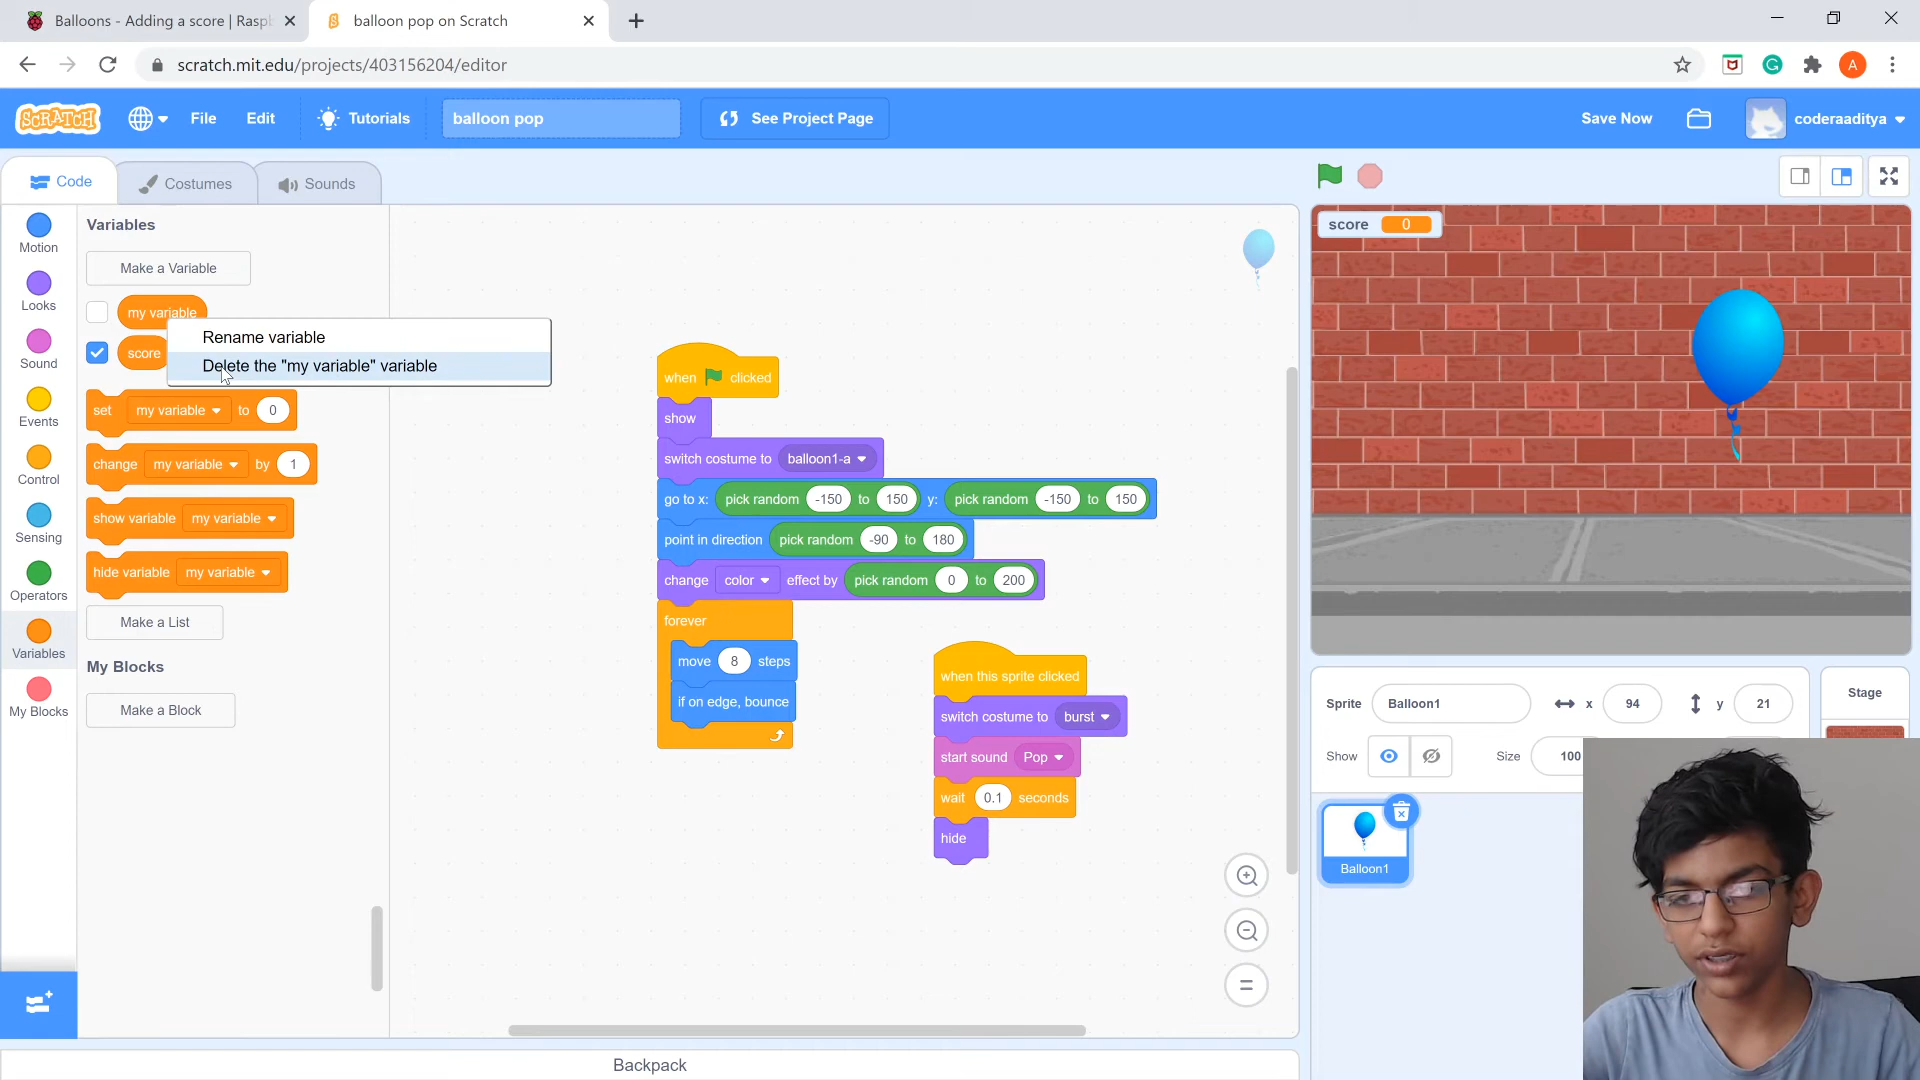 Balloons - Adding a score | Rasp
balloon pop on Scratch
scratch.mit.edu/projects/403156204/editor
A
SCRATCH
File
Edit
Tutorials
balloon pop
See Project Page
Save Now
coderaaditya
Code
Costumes
Sounds
Motion
Looks
Sound
Events
Control
Sensing
Operators
Variables
My Blocks
Variables
Make a Variable
my variable
score
Rename variable
Delete the "my variable" variable
set my variable to 0
change my variable by 1
show variable my variable
hide variable my variable
Make a List
My Blocks
Make a Block
when clicked
show
switch costume to balloon1-a
go to x: pick random -150 to 150 y: pick random -150 to 150
point in direction pick random -90 to 180
change color effect by pick random 0 to 200
forever
move 8 steps
if on edge, bounce
when this sprite clicked
switch costume to burst
start sound Pop
wait 0.1 seconds
hide
score 0
Sprite Balloon1 x 94 y 21
Show Size 100
Stage
Balloon1
Backpack